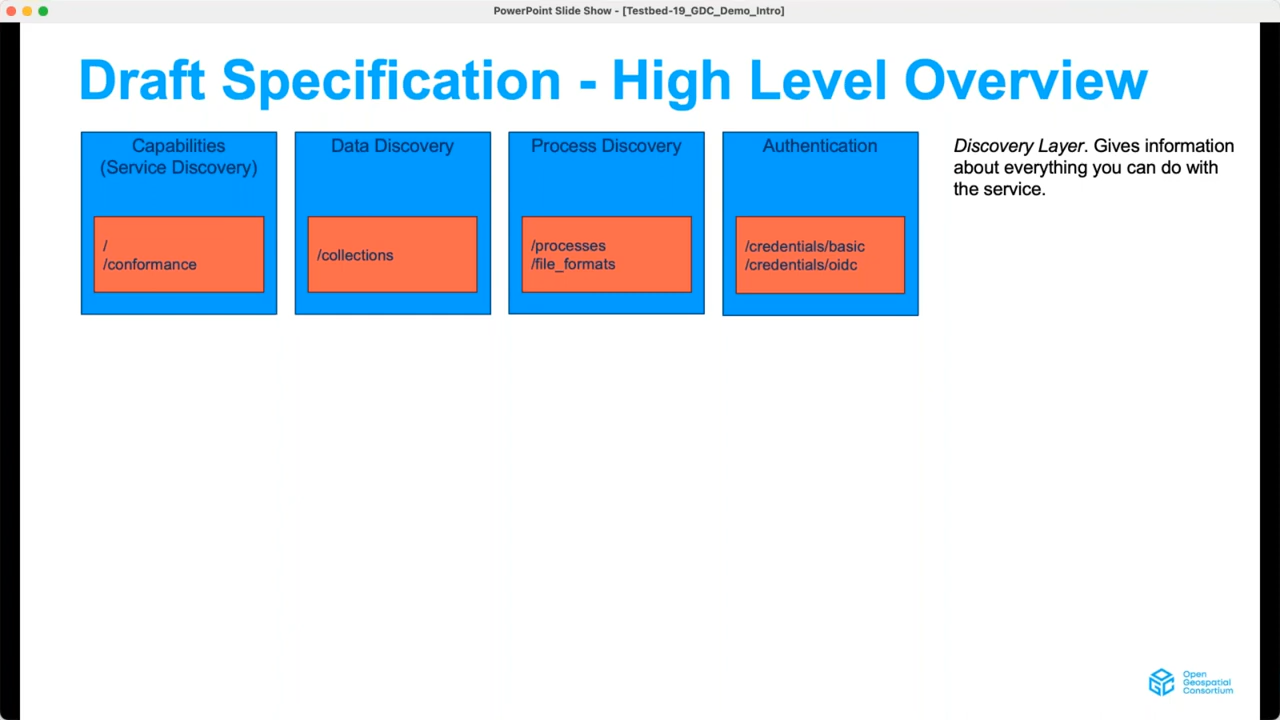 PowerPoint Slide Show - [Testbed-19_GDC_Demo_Intro]
Draft Specification - High Level Overview
Capabilities
(Service Discovery)
/
/conformance
Data Discovery
/collections
Process Discovery
/processes
/file_formats
Authentication
/credentials/basic
/credentials/oidc
Discovery Layer. Gives information
about everything you can do with
the service.
Open
Geospatial
Consortium